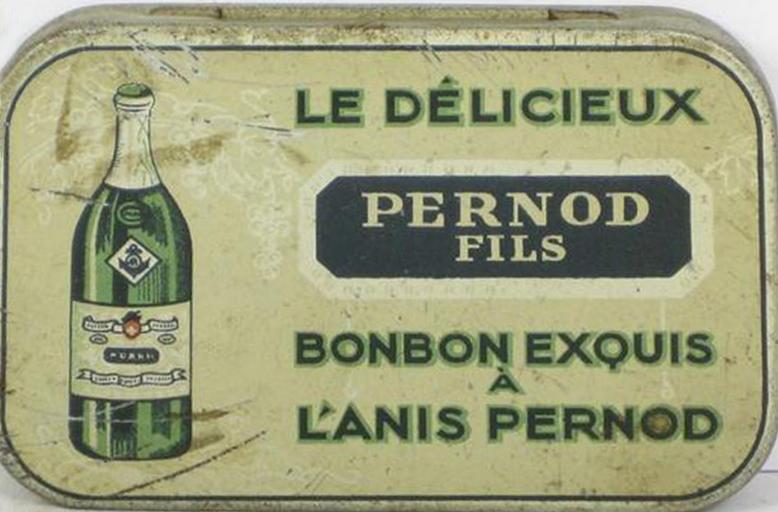 LE DÉLICIEUX
PERNOD
FILS
BONBON EXQUIS
À
L'ANIS PERNOD